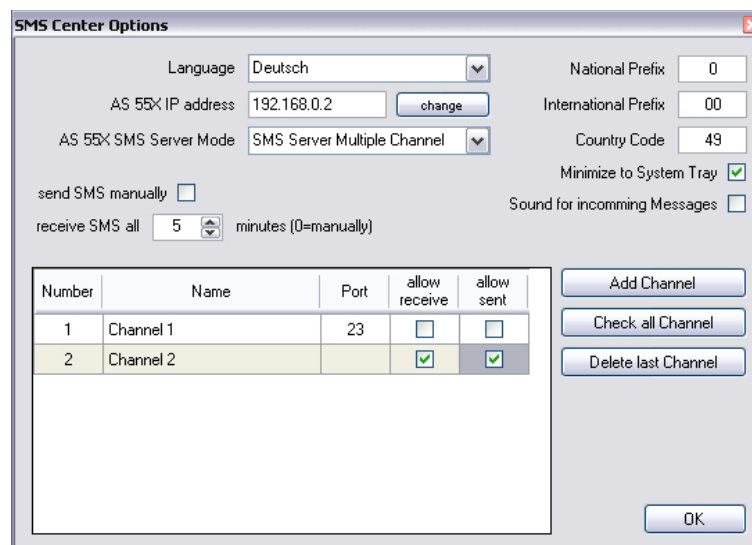 SMS Center Options
Language Deutsch National Prefix 0
AS 55X IP address 192.168.0.2 change International Prefix 00
AS 55X SMS Server Mode SMS Server Multiple Channel Country Code 49
Minimize to System Tray
send SMS manually
Sound for incomming Messages
receive SMS all 5 minutes (0=manually)
Number Name Port allow receive allow sent
1 Channel 1 23
2 Channel 2
Add Channel
Check all Channel
Delete last Channel
OK